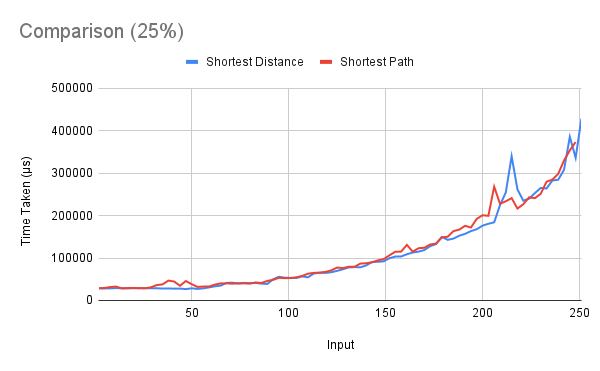 Comparison (25%)
Shortest Distance
Shortest Path
500000
400000
300000
200000
100000
0
Time Taken (µs)
50
100
150
200
250
Input